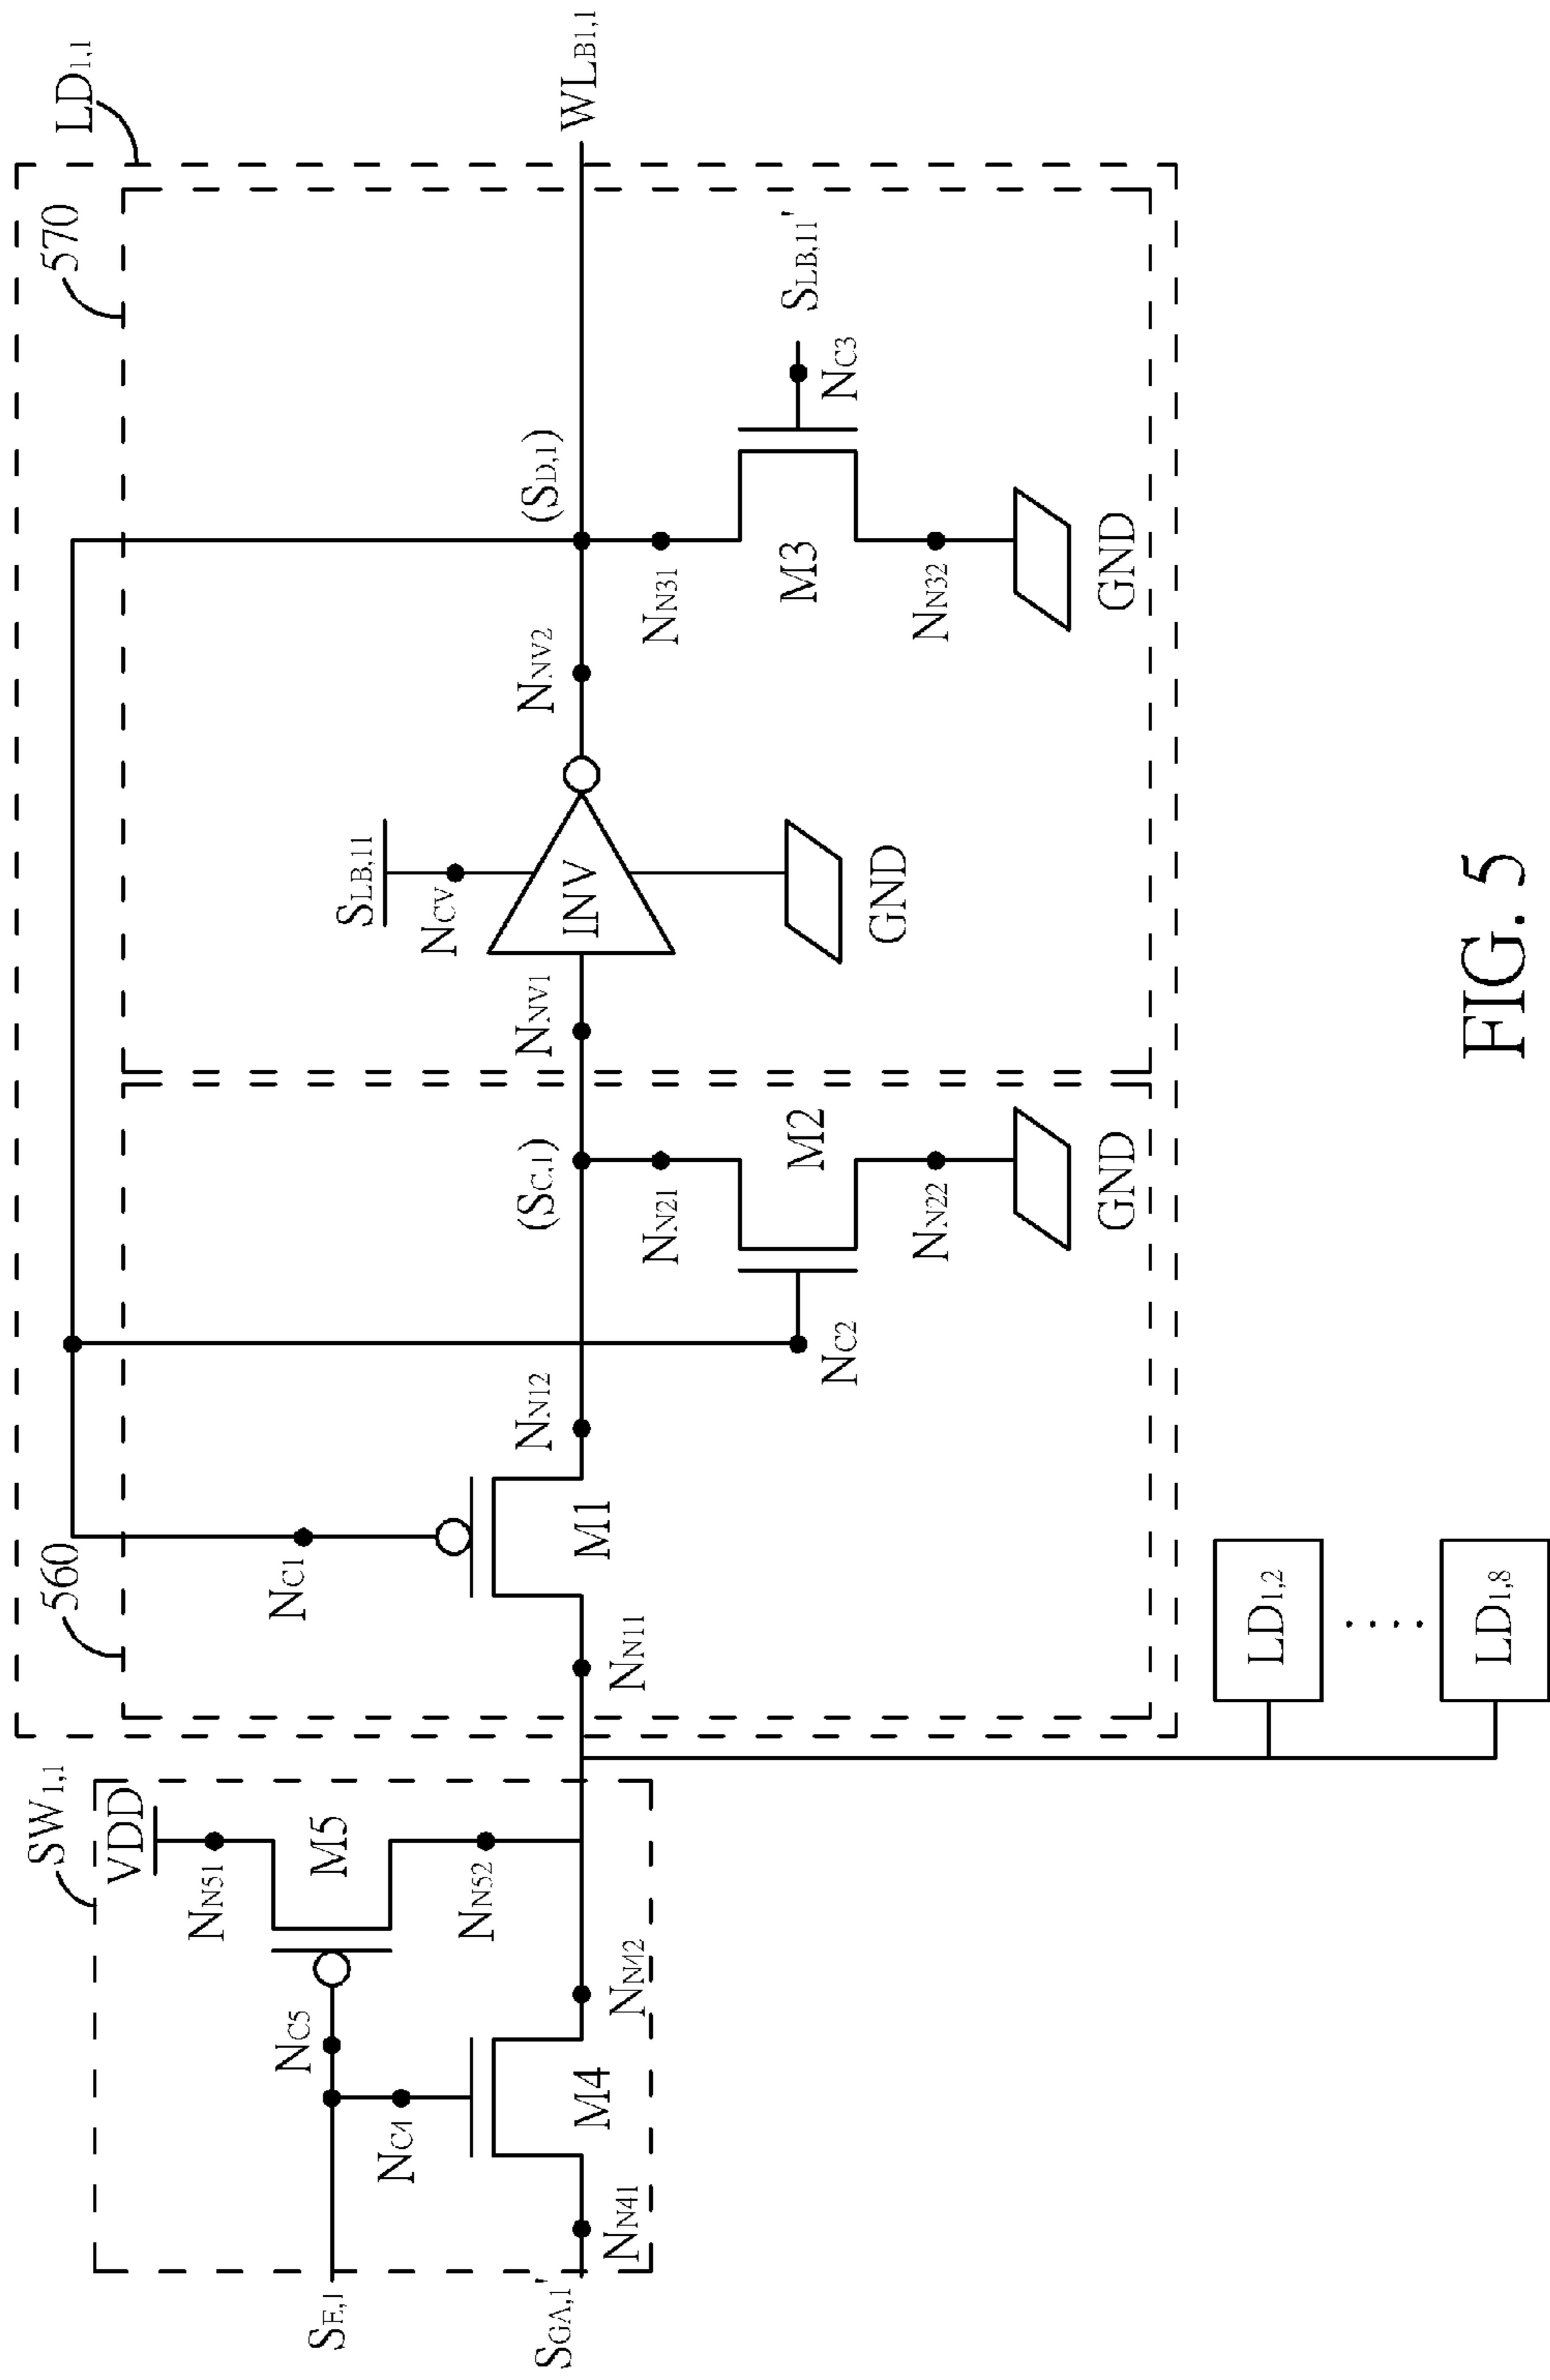 SW1,1
VDD
NN51
M5
NN52
NC5
NC4
M4
NN41
NN42
SE,1
SGA,1'
560
NC1
M1
NN11
NN12
(SC,1)
NN21
M2
NC2
NN22
GND
LD1,1
570
SLB,11
NCV
NNV1
INV
NNV2
GND
(SD,1)
NN31
M3
NN32
NC3
SLB,11'
GND
WLB1,1
LD1,2
LD1,8
FIG. 5